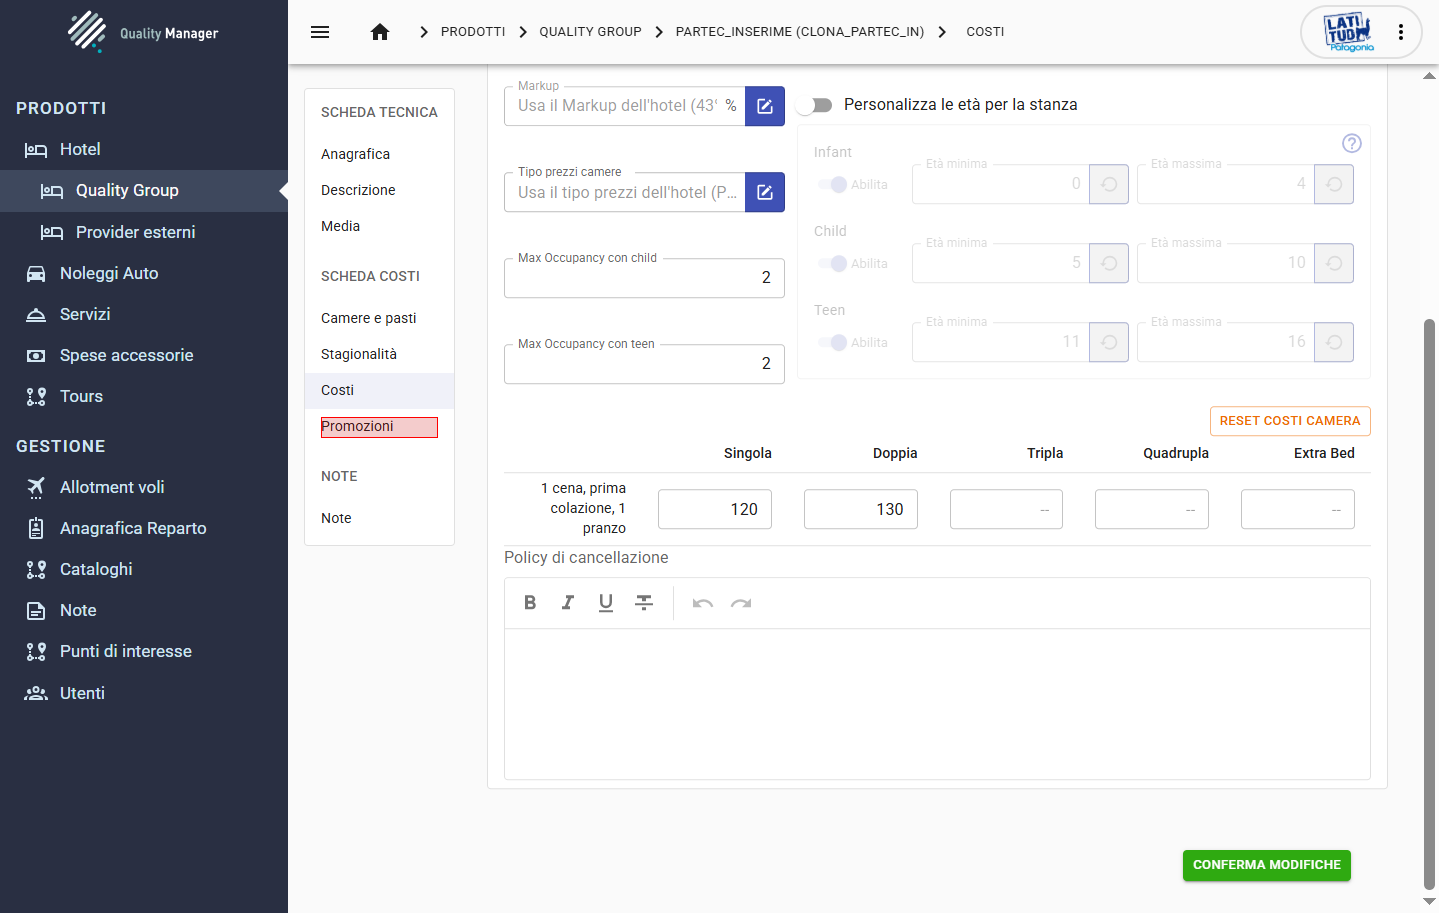 Quality Manager
PRODOTTI
Hotel
Quality Group
Provider esterni
Noleggi Auto
Servizi
Spese accessorie
Tours
GESTIONE
Allotment voli
Anagrafica Reparto
Cataloghi
Note
Punti di interesse
Utenti
PRODOTTI
QUALITY GROUP
PARTEC_INSERIME (CLONA_PARTEC_IN)
COSTI
LATITUD Patagonia
SCHEDA TECNICA
Anagrafica
Descrizione
Media
SCHEDA COSTI
Camere e pasti
Stagionalità
Costi
Promozioni
NOTE
Note
Markup
Usa il Markup dell'hotel (43° %
Tipo prezzi camere
Usa il tipo prezzi dell'hotel (P...
Max Occupancy con child
2
Max Occupancy con teen
2
Personalizza le età per la stanza
Infant
Abilita
Età minima
0
Età massima
4
Child
Abilita
Età minima
5
Età massima
10
Teen
Abilita
Età minima
11
Età massima
16
RESET COSTI CAMERA
Singola Doppia Tripla Quadrupla Extra Bed
1 cena, prima
colazione, 1
pranzo
120 130 -- -- --
Policy di cancellazione
B I U
CONFERMA MODIFICHE